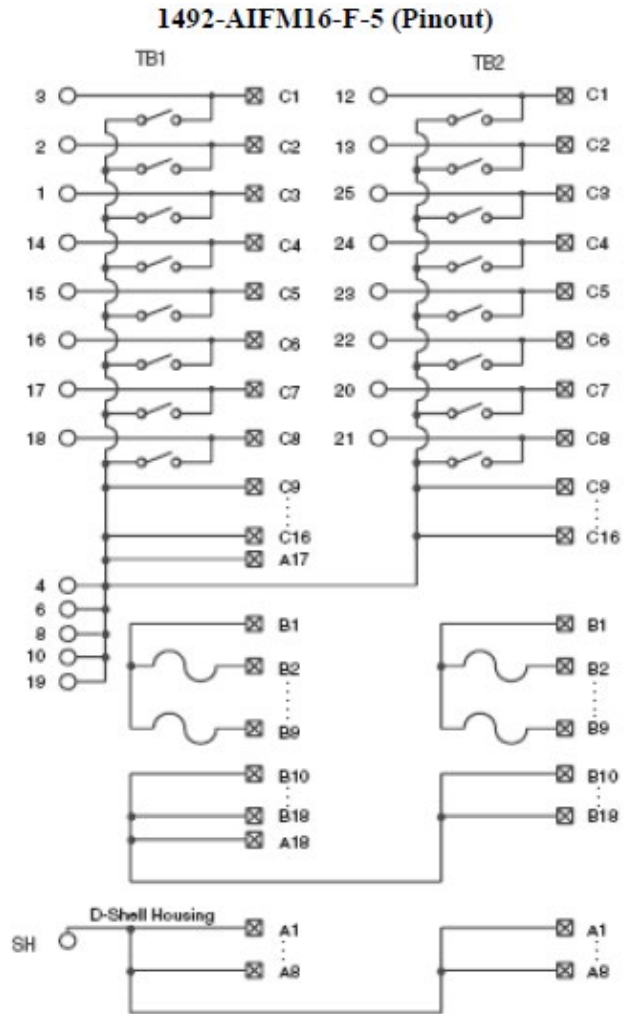 1492-AIFM16-F-5 (Pinout)
TB1 TB2
3 C1 12 C1
2 C2 13 C2
1 C3 25 C3
14 C4 24 C4
15 C5 23 C5
16 C6 22 C6
17 C7 20 C7
18 C8 21 C8
C9 C9
C16 C16
A17
4
6
8
10
19
B1 B1
B2 B2
B9 B9
B10 B10
B18 B18
A18
D-Shell Housing
SH A1 A1
A8 A8